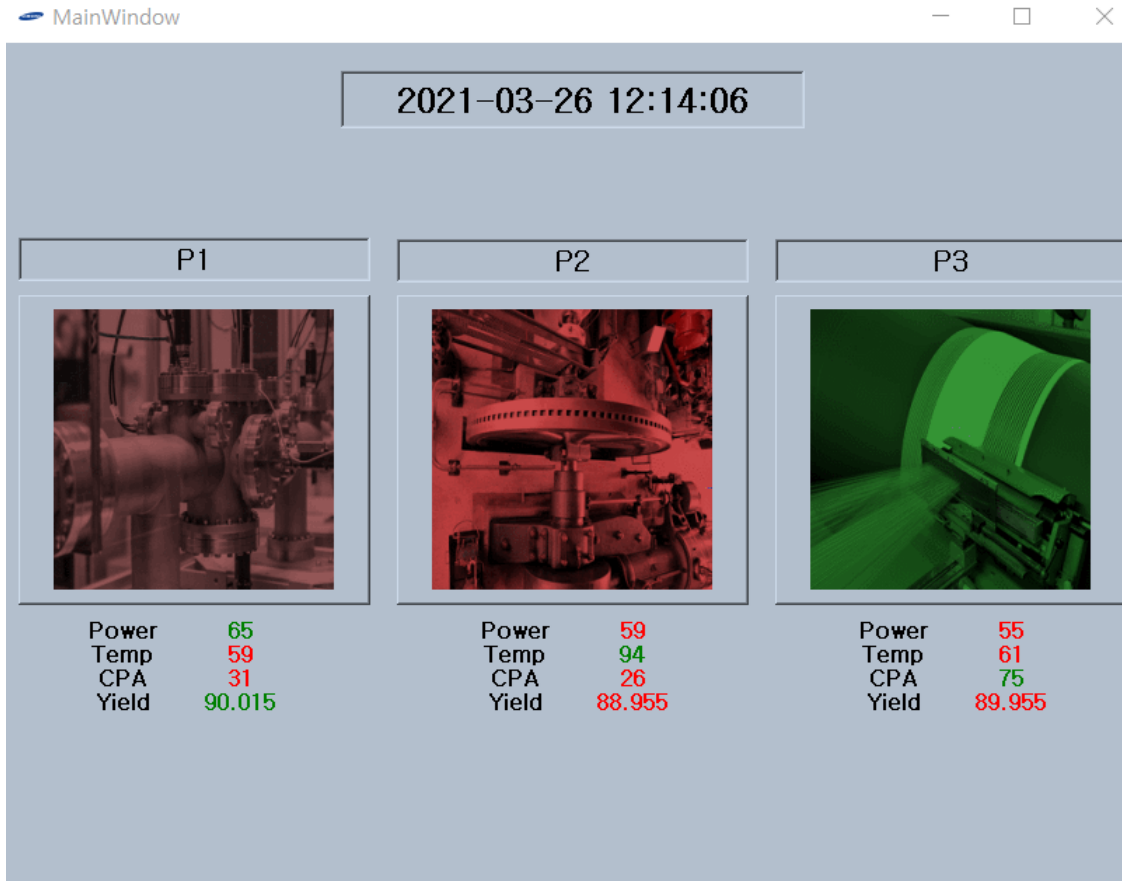 MainWindow
2021-03-26 12:14:06
P1
P2
P3
Power 65
Temp 59
CPA 31
Yield 90.015
Power 59
Temp 94
CPA 26
Yield 88.955
Power 55
Temp 61
CPA 75
Yield 89.955